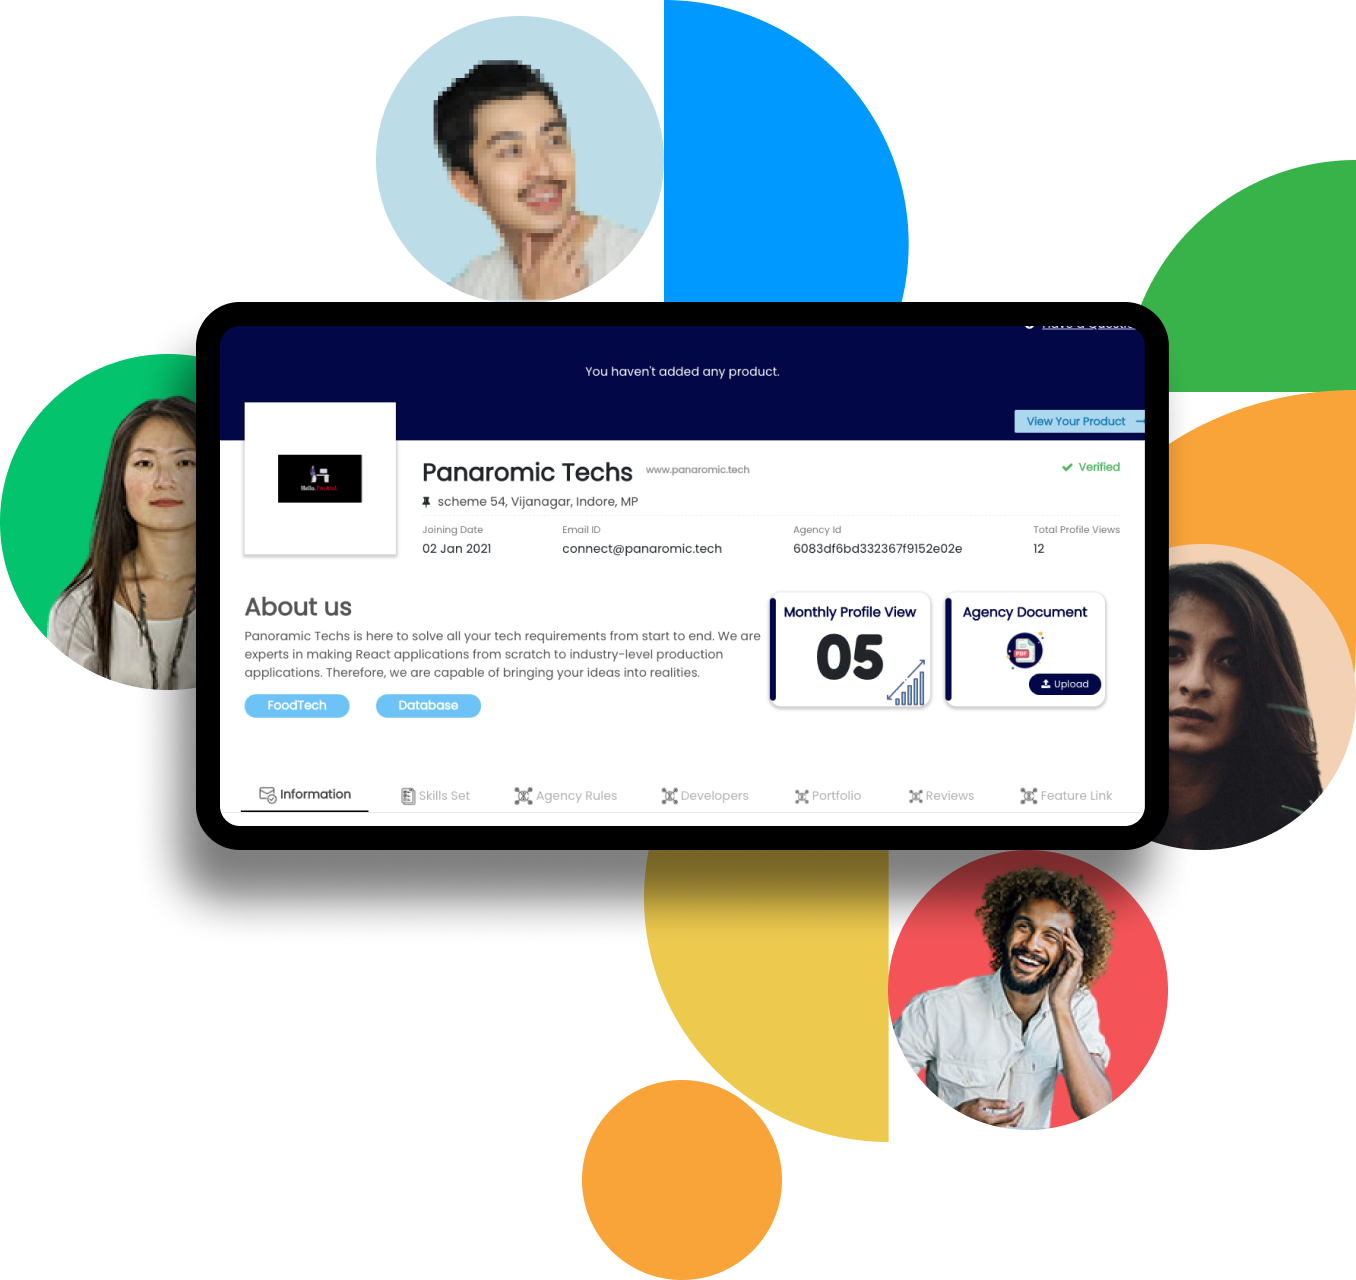 Have a Question
You haven't added any product.
View Your Product
Panaromic Techs www.panaromic.tech
Verified
scheme 54, Vijanagar, Indore, MP
Joining Date Email ID Agency Id Total Profile Views
02 Jan 2021 connect@panaromic.tech 6083df6bd332367f9152e02e 12
Hello. I'm Atul
About us
Panoramic Techs is here to solve all your tech requirements from start to end. We are
experts in making React applications from scratch to industry-level production
applications. Therefore, we are capable of bringing your ideas into realities.
FoodTech Database
Monthly Profile View
05
Agency Document
PDF
Upload
Information Skills Set Agency Rules Developers Portfolio Reviews Feature Link